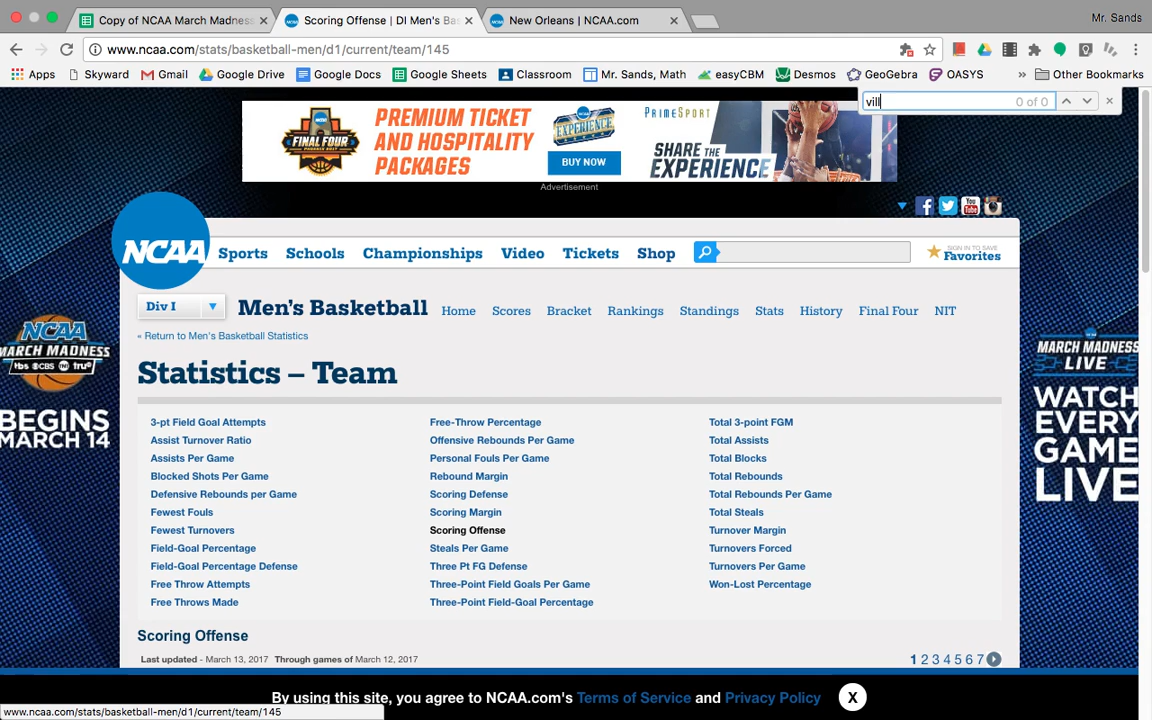 Copy of NCAA March Madness
Scoring Offense | DI Men's Ba
New Orleans | NCAA.com
Mr. Sands
www.ncaa.com/stats/basketball-men/d1/current/team/145
Apps Skyward Gmail Google Drive Google Docs Google Sheets Classroom Mr. Sands, Math easyCBM Desmos GeoGebra OASYS » Other Bookmarks
vill 0 of 0
FINAL FOUR
PREMIUM TICKET
AND HOSPITALITY
PACKAGES
NCAA
EXPERIENCE
BUY NOW
PRIMESPORT
SHARE THE
EXPERIENCE
Advertisement
NCAA
Sports Schools Championships Video Tickets Shop
SIGN IN TO SAVE
Favorites
Div I
Men's Basketball Home Scores Bracket Rankings Standings Stats History Final Four NIT
« Return to Men's Basketball Statistics
Statistics – Team
3-pt Field Goal Attempts Free-Throw Percentage Total 3-point FGM
Assist Turnover Ratio Offensive Rebounds Per Game Total Assists
Assists Per Game Personal Fouls Per Game Total Blocks
Blocked Shots Per Game Rebound Margin Total Rebounds
Defensive Rebounds per Game Scoring Defense Total Rebounds Per Game
Fewest Fouls Scoring Margin Total Steals
Fewest Turnovers Scoring Offense Turnover Margin
Field-Goal Percentage Steals Per Game Turnovers Forced
Field-Goal Percentage Defense Three Pt FG Defense Turnovers Per Game
Free Throw Attempts Three-Point Field Goals Per Game Won-Lost Percentage
Free Throws Made Three-Point Field-Goal Percentage
Scoring Offense
Last updated - March 13, 2017 Through games of March 12, 2017
1 2 3 4 5 6 7
NCAA
MARCH MADNESS
tbs CBS tnt tru
BEGINS
MARCH 14
NCAA
MARCH MADNESS
LIVE
WATCH
EVERY
GAME
LIVE
By using this site, you agree to NCAA.com's Terms of Service and Privacy Policy X
www.ncaa.com/stats/basketball-men/d1/current/team/145